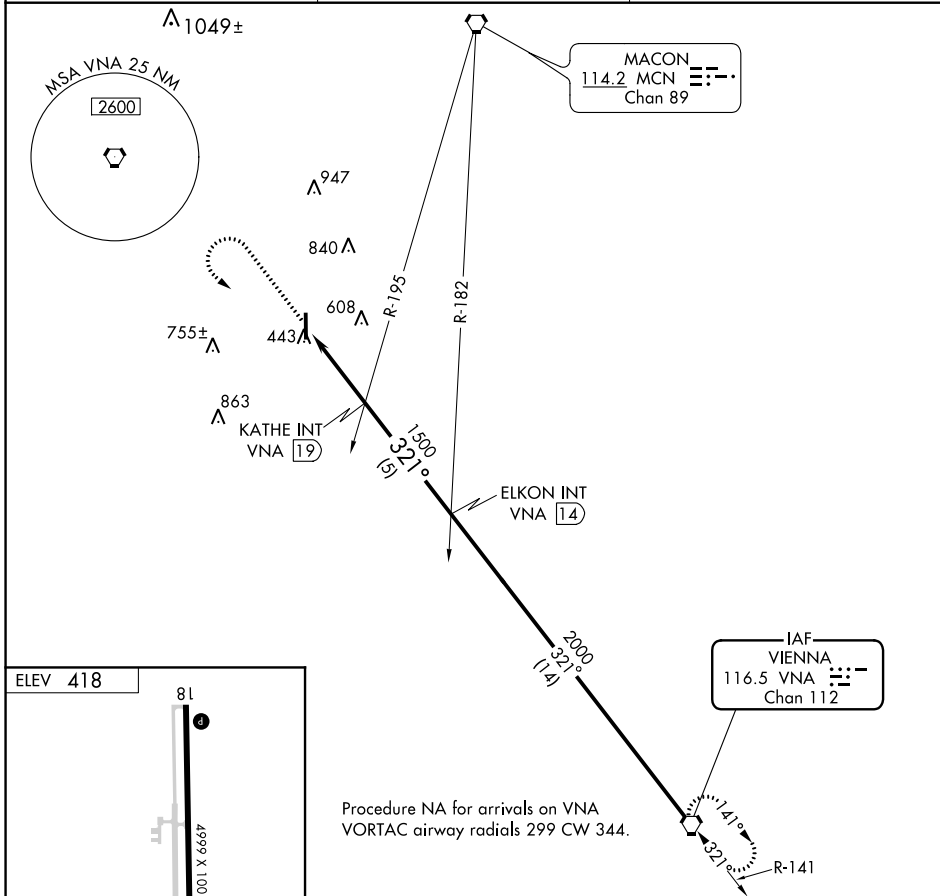 1049±
MSA VNA 25 NM
2600
MACON
114.2 MCN
Chan 89
947
840
R-195
R-182
608
755±
443
863
KATHE INT
VNA 19
1500
321°
(5)
ELKON INT
VNA 14
2000
321°
(14)
IAF
VIENNA
116.5 VNA
Chan 112
ELEV 418
18
P
4999 X 100
Procedure NA for arrivals on VNA
VORTAC airway radials 299 CW 344.
141°
321°
R-141